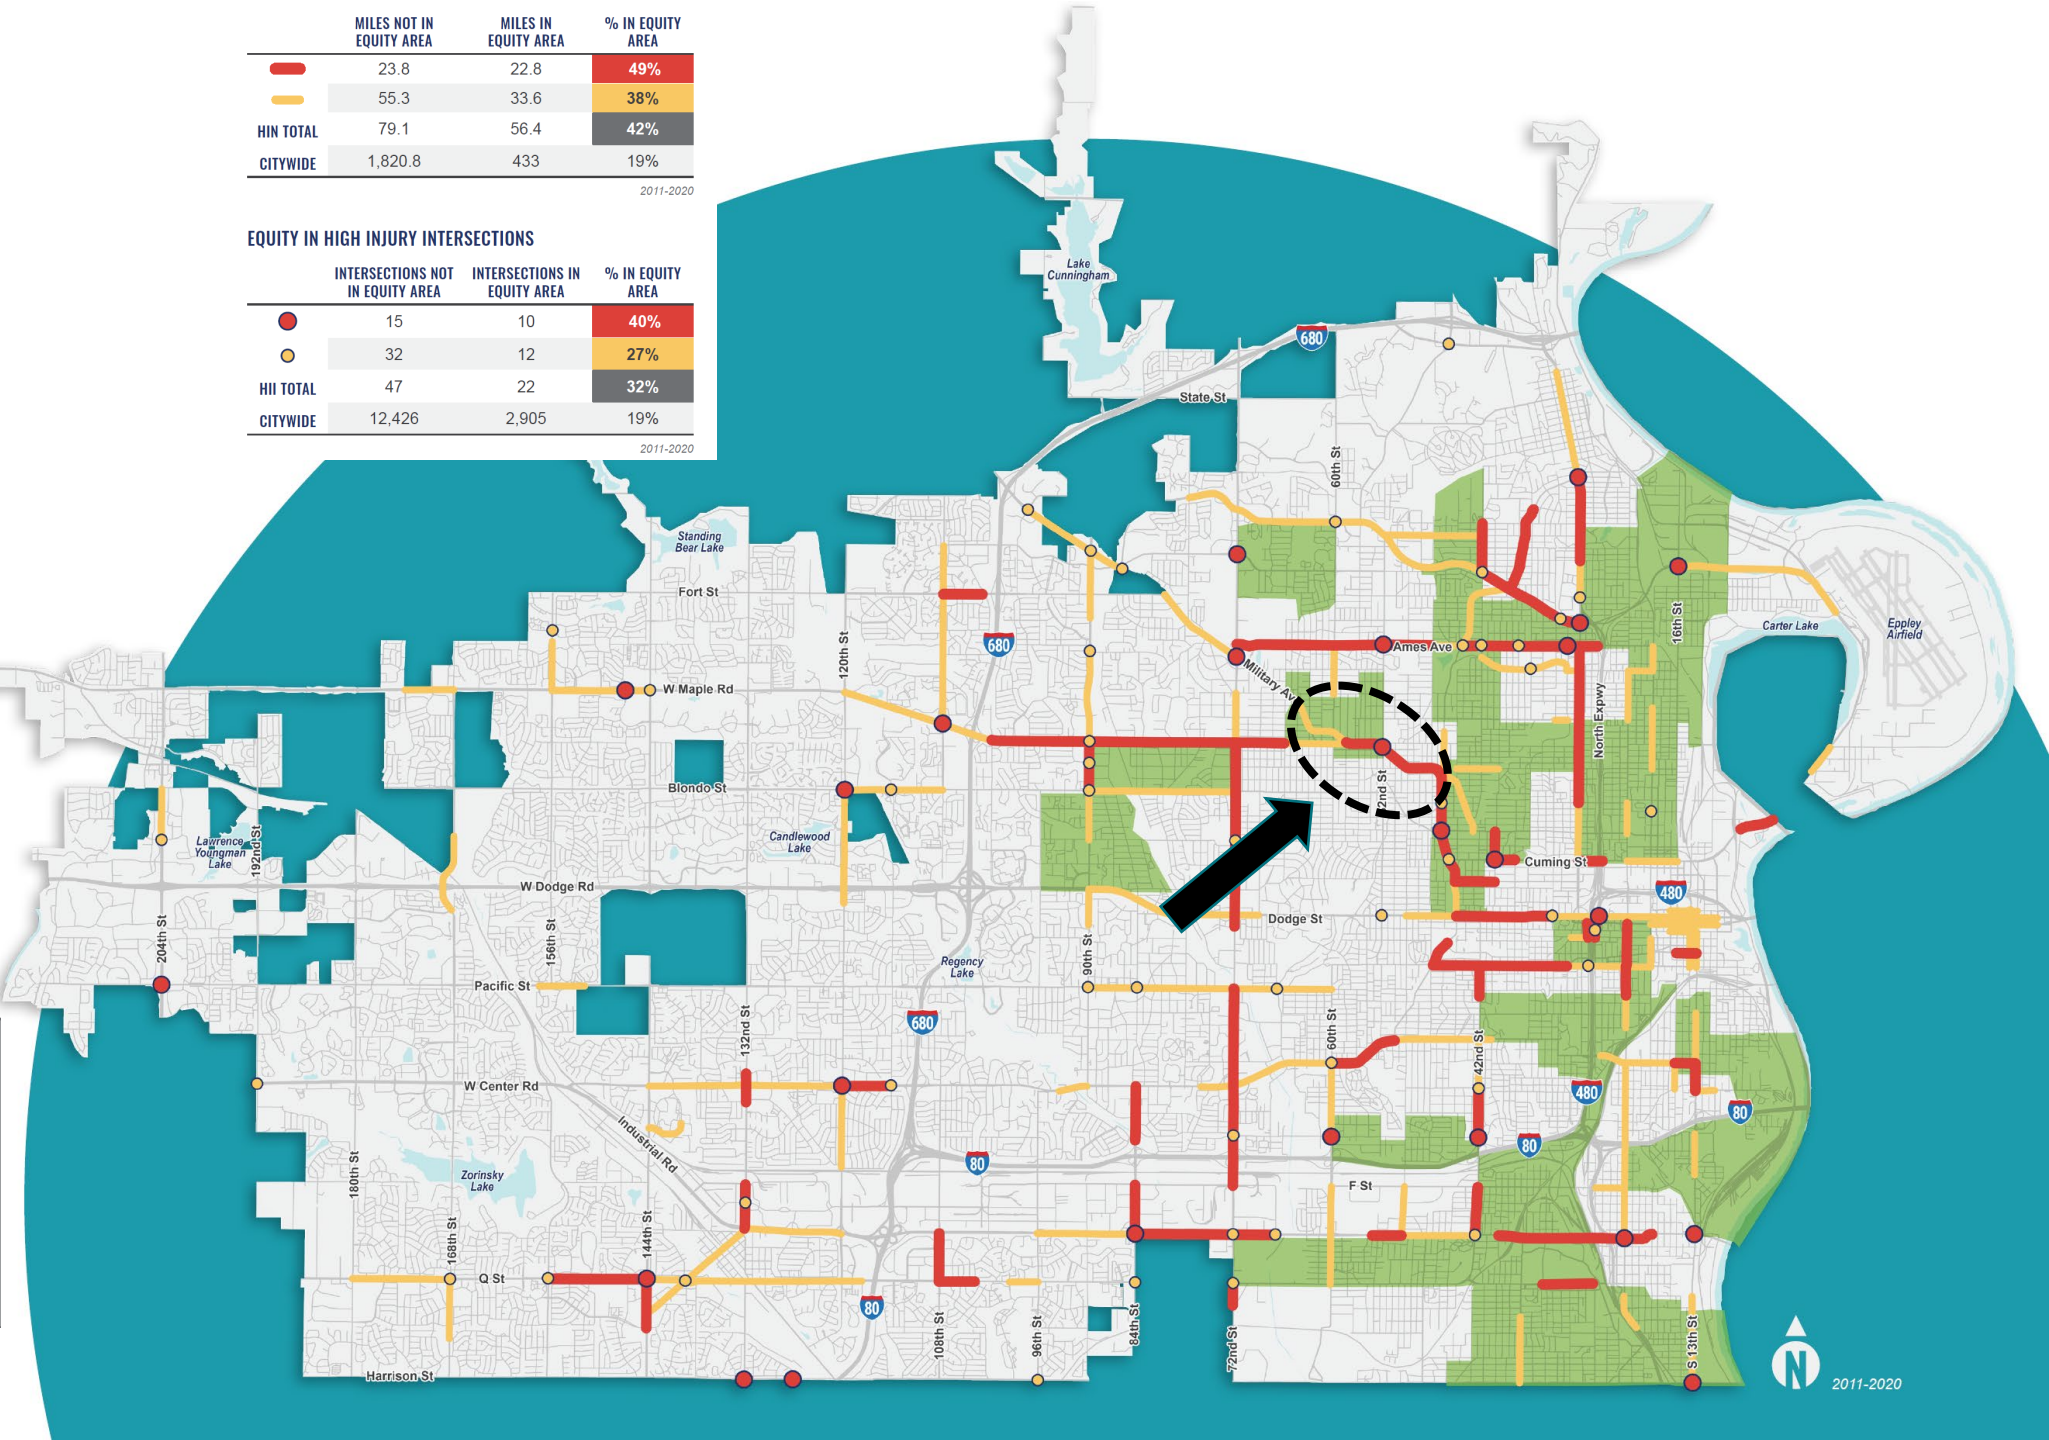 MILES NOT IN EQUITY AREA MILES IN EQUITY AREA % IN EQUITY AREA
23.8 22.8 49%
55.3 33.6 38%
HIN TOTAL 79.1 56.4 42%
CITYWIDE 1,820.8 433 19%
2011-2020
EQUITY IN HIGH INJURY INTERSECTIONS
INTERSECTIONS NOT IN EQUITY AREA INTERSECTIONS IN EQUITY AREA % IN EQUITY AREA
15 10 40%
32 12 27%
HII TOTAL 47 22 32%
CITYWIDE 12,426 2,905 19%
2011-2020
Lake
Cunningham
680
State St
60th St
Standing
Bear Lake
Fort St
16th St
Carter Lake
Eppley
Airfield
120th St
680
Ames Ave
Military Av
W Maple Rd
North Expwy
Blondo St
2nd St
Lawrence
Youngman
Lake
192nd St
Candlewood
Lake
Cuming St
W Dodge Rd
480
Dodge St
204th St
156th St
90th St
Regency
Lake
Pacific St
680
132nd St
60th St
42nd St
W Center Rd
480
80
Industrial Rd
80
80
180th St
Zorinsky
Lake
F St
168th St
144th St
Q St
80
108th St
96th St
84th St
72nd St
S 13th St
Harrison St
N
2011-2020